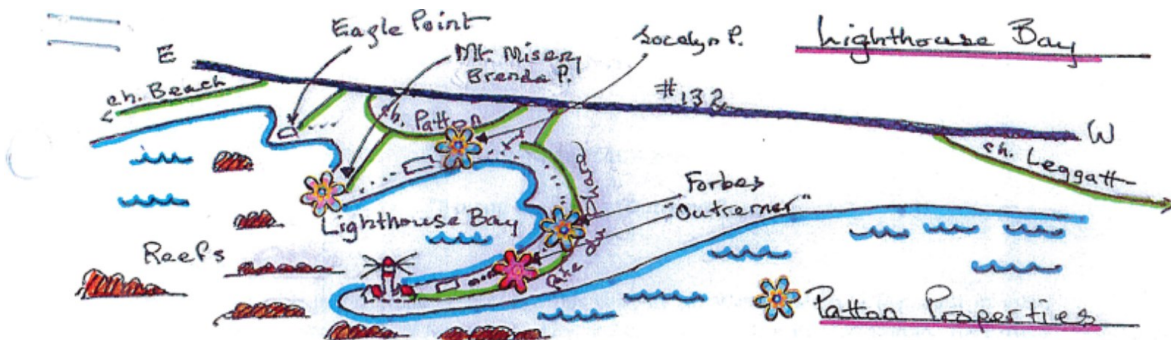 Lighthouse Bay
Eagle Point
Mt. Misery
Brenda P.
Jocelyn P.
E
ch. Beach
#132
ch. Patton
W
ch. Leggatt
Forbes
"Outremer"
Lighthouse Bay
Reefs
Patton Properties